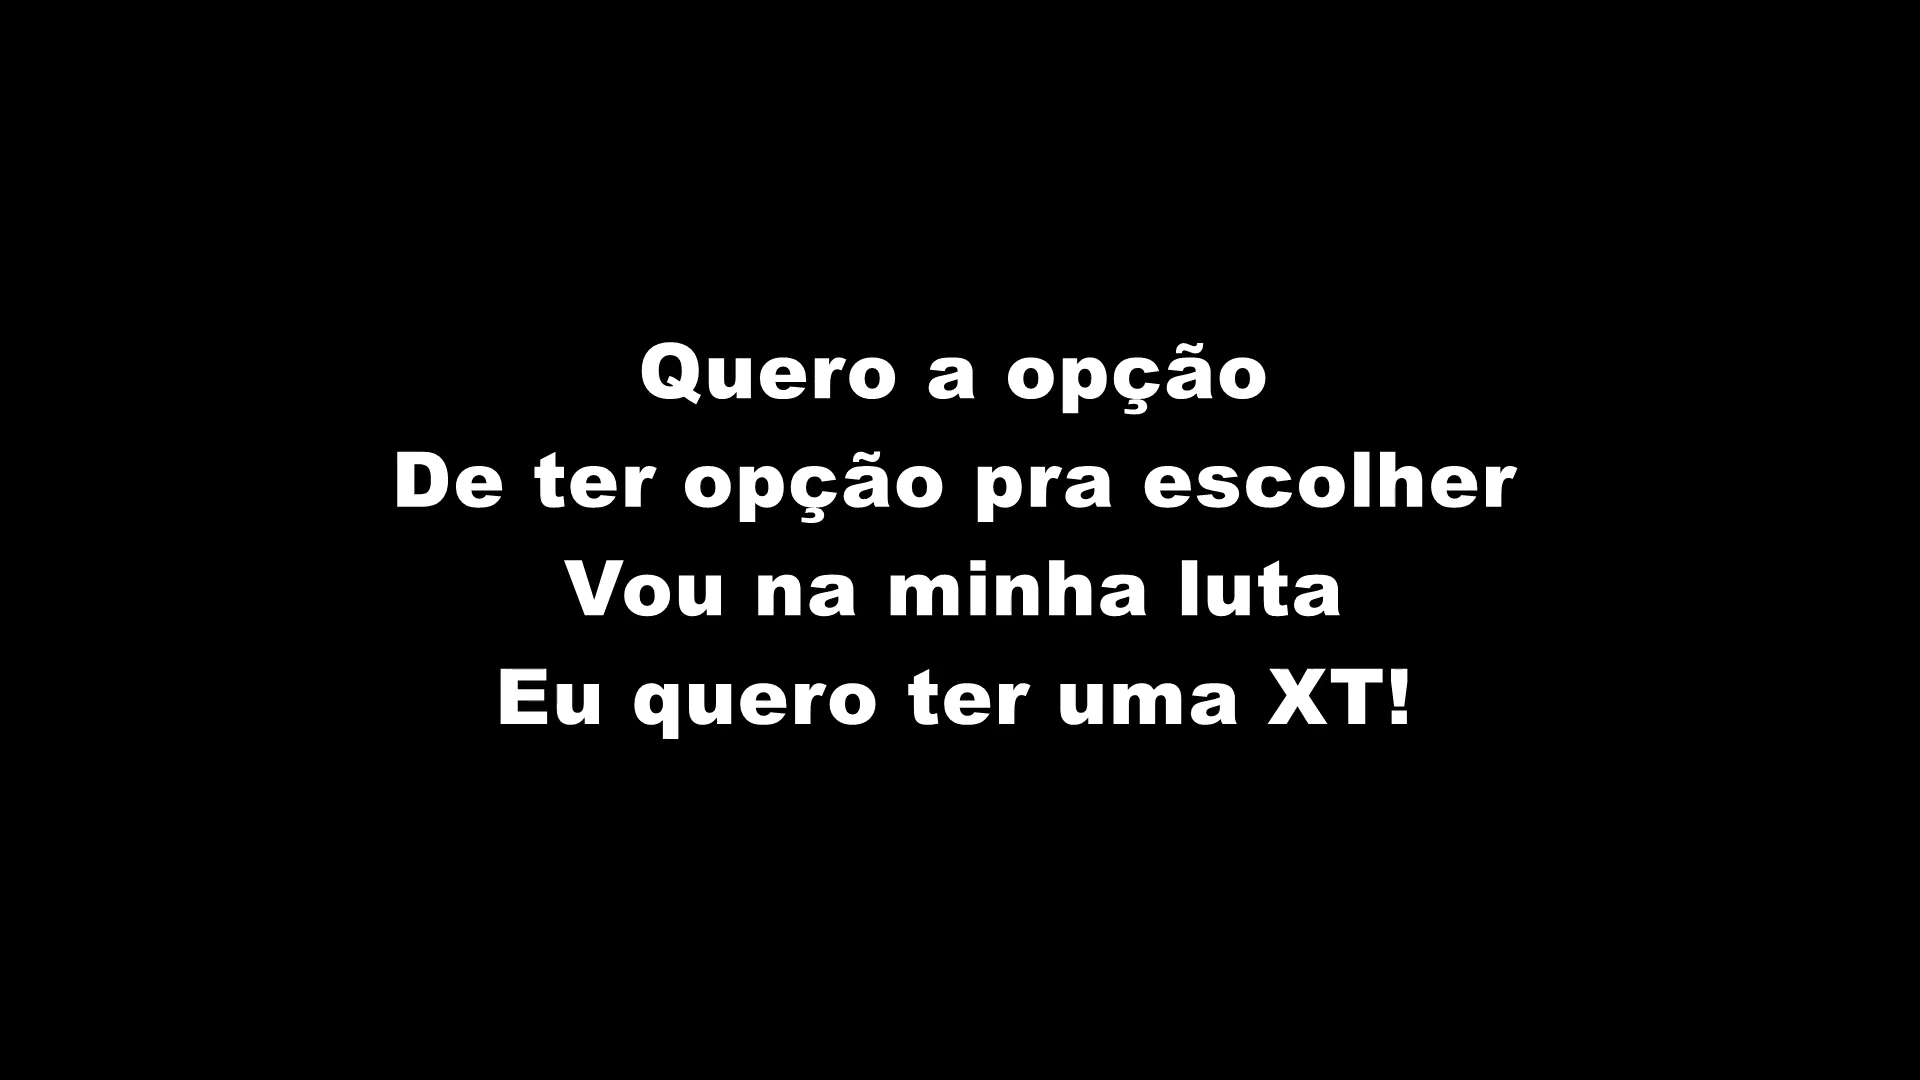 Quero a opção
De ter opção pra escolher
Vou na minha luta
Eu quero ter uma XT!